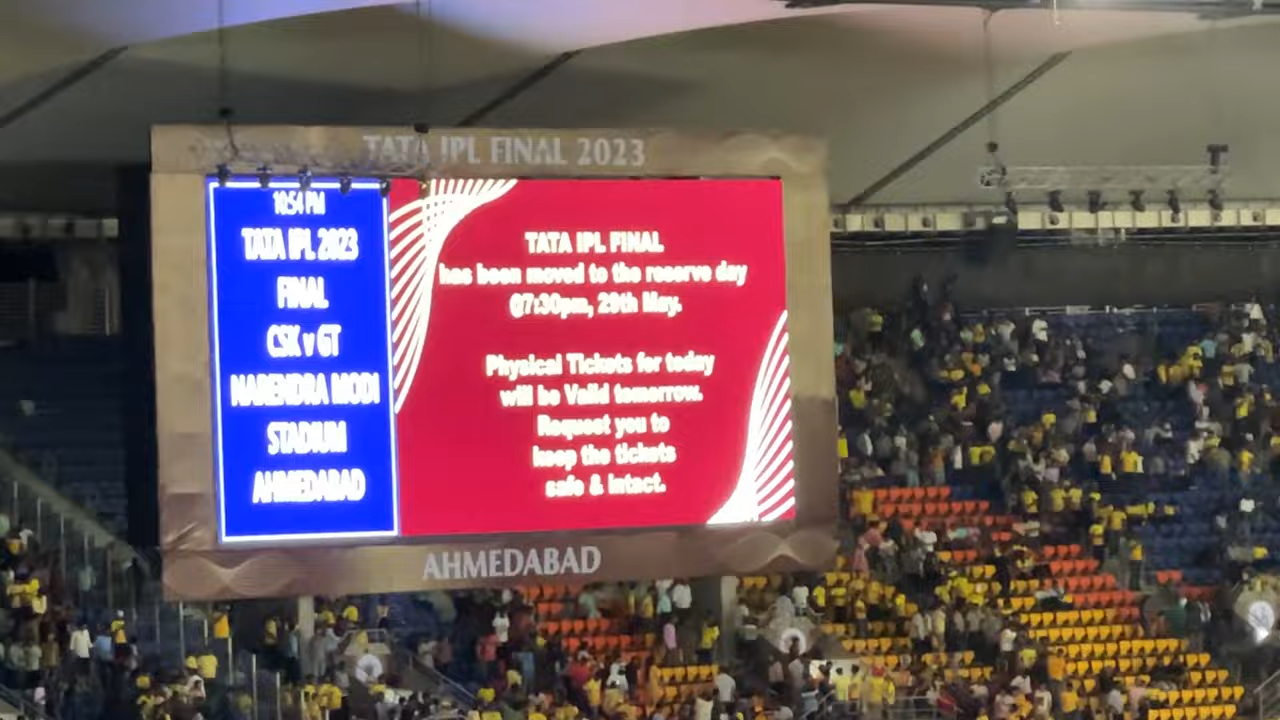 TATA IPL FINAL 2023
10:54 PM
TATA IPL 2023
FINAL
CSK v GT
NARENDRA MODI
STADIUM
AHMEDABAD
TATA IPL FINAL
has been moved to the reserve day
07:30pm, 29th May.
Physical Tickets for today
will be Valid tomorrow.
Request you to
keep the tickets
safe & intact.
AHMEDABAD